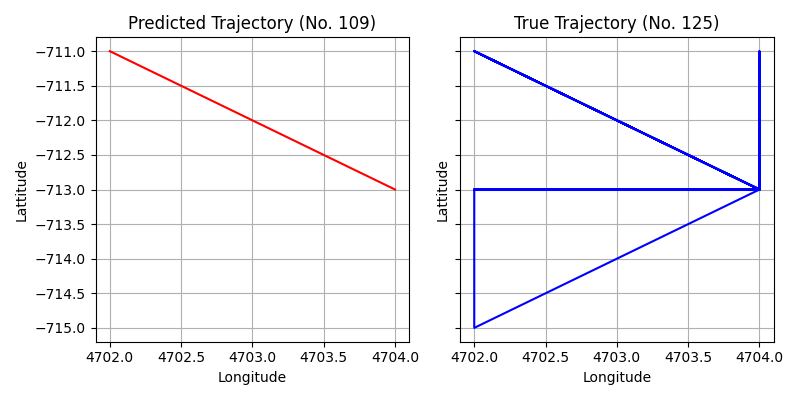 Predicted Trajectory (No. 109)
True Trajectory (No. 125)
−711.0
−711.5
−712.0
−712.5
−713.0
−713.5
−714.0
−714.5
−715.0
Lattitude
Lattitude
4702.0 4702.5 4703.0 4703.5 4704.0
4702.0 4702.5 4703.0 4703.5 4704.0
Longitude
Longitude